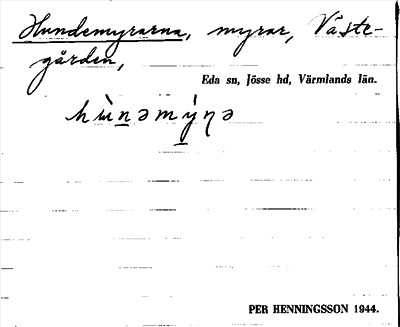 Hundemyrarna, myrar, Väste-
gården,
Eda sn, Jösse hd, Värmlands län.
PER HENNINGSSON 1944.